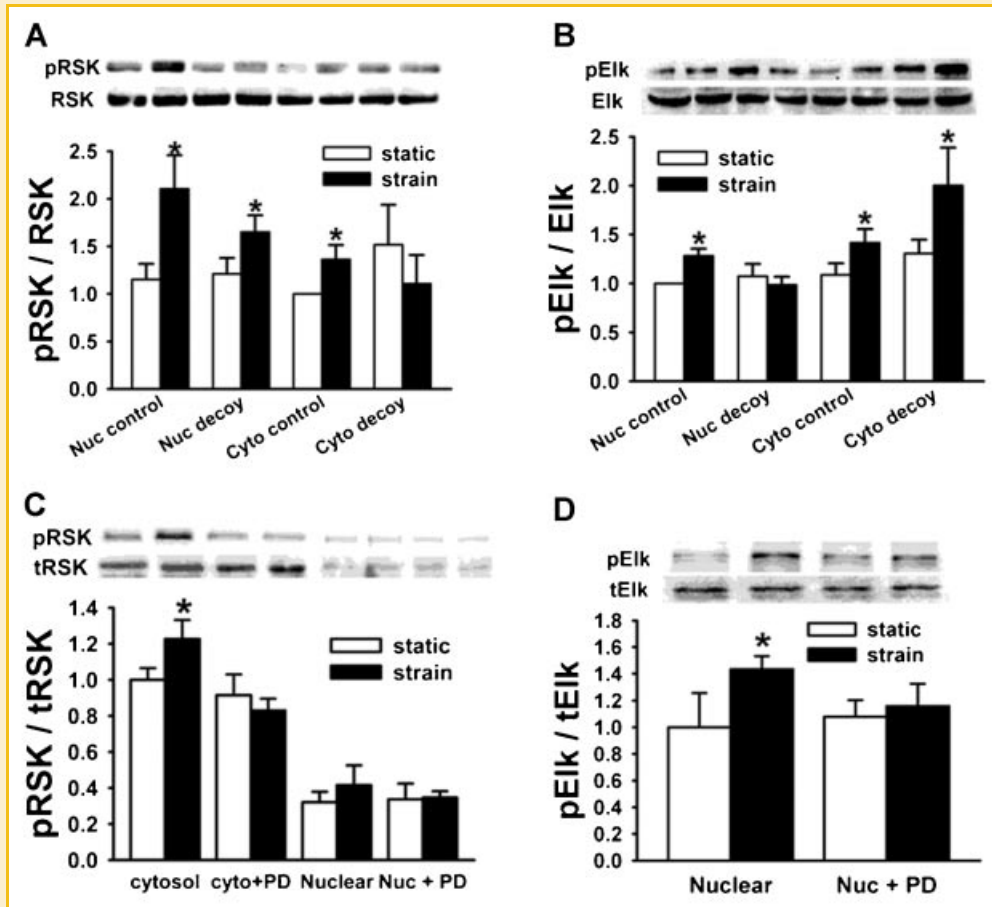 A
pRSK
RSK
* * *
static
strain
pRSK / RSK
2.5
2.0
1.5
1.0
0.5
0.0
Nuc control
Nuc decoy
Cyto control
Cyto decoy
B
pElk
Elk
* * *
static
strain
pElk / Elk
2.5
2.0
1.5
1.0
0.5
0.0
Nuc control
Nuc decoy
Cyto control
Cyto decoy
C
pRSK
tRSK
*
static
strain
pRSK / tRSK
1.4
1.2
1.0
0.8
0.6
0.4
0.2
0.0
cytosol
cyto+PD
Nuclear
Nuc + PD
D
pElk
tElk
*
static
strain
pElk / tElk
1.8
1.6
1.4
1.2
1.0
0.8
0.6
0.4
0.2
0.0
Nuclear
Nuc + PD